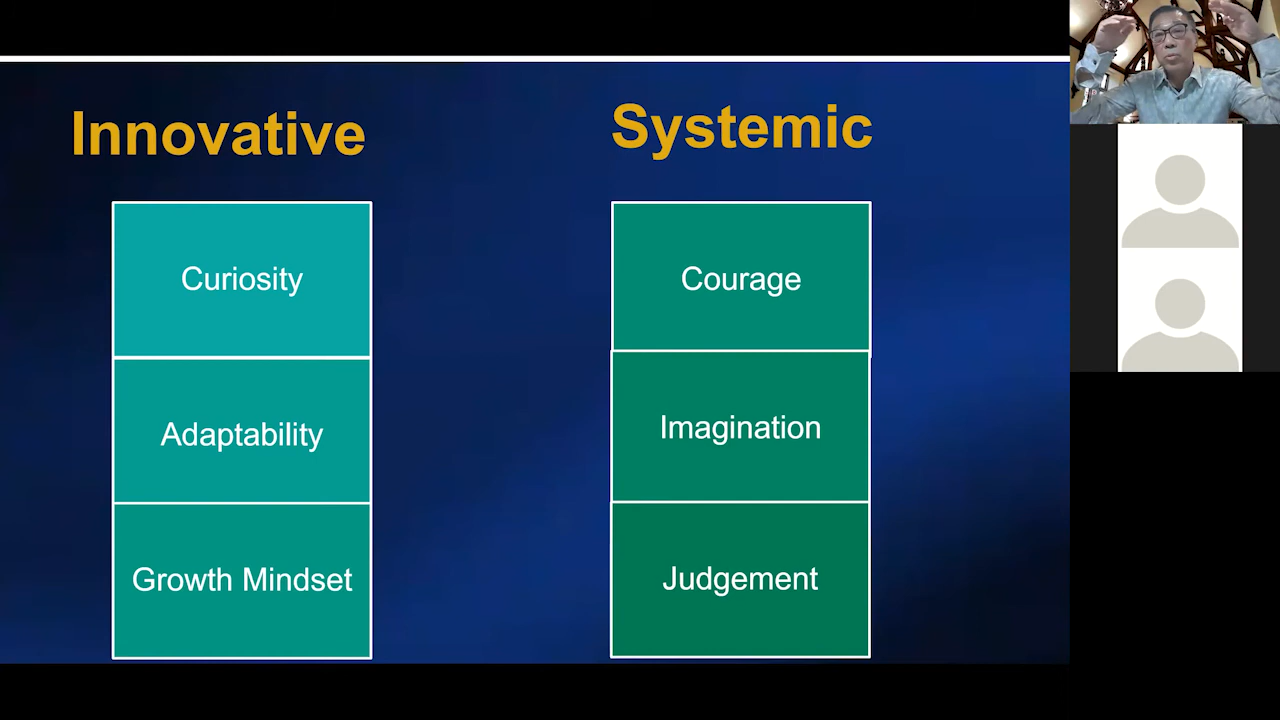 Innovative
Systemic
Curiosity
Adaptability
Growth Mindset
Courage
Imagination
Judgement